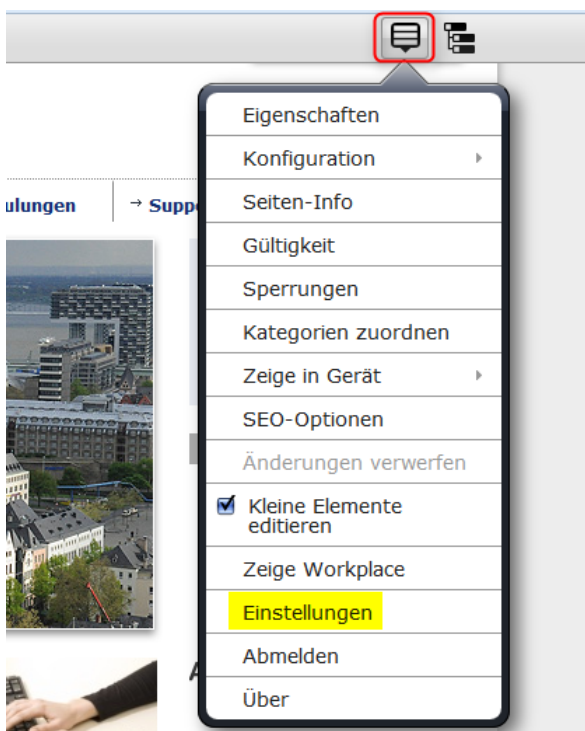 Eigenschaften
Konfiguration
Seiten-Info
ulungen
→ Suppo
Gültigkeit
Sperrungen
Kategorien zuordnen
Zeige in Gerät
SEO-Optionen
Änderungen verwerfen
Kleine Elemente
editieren
Zeige Workplace
Einstellungen
Abmelden
A
Über